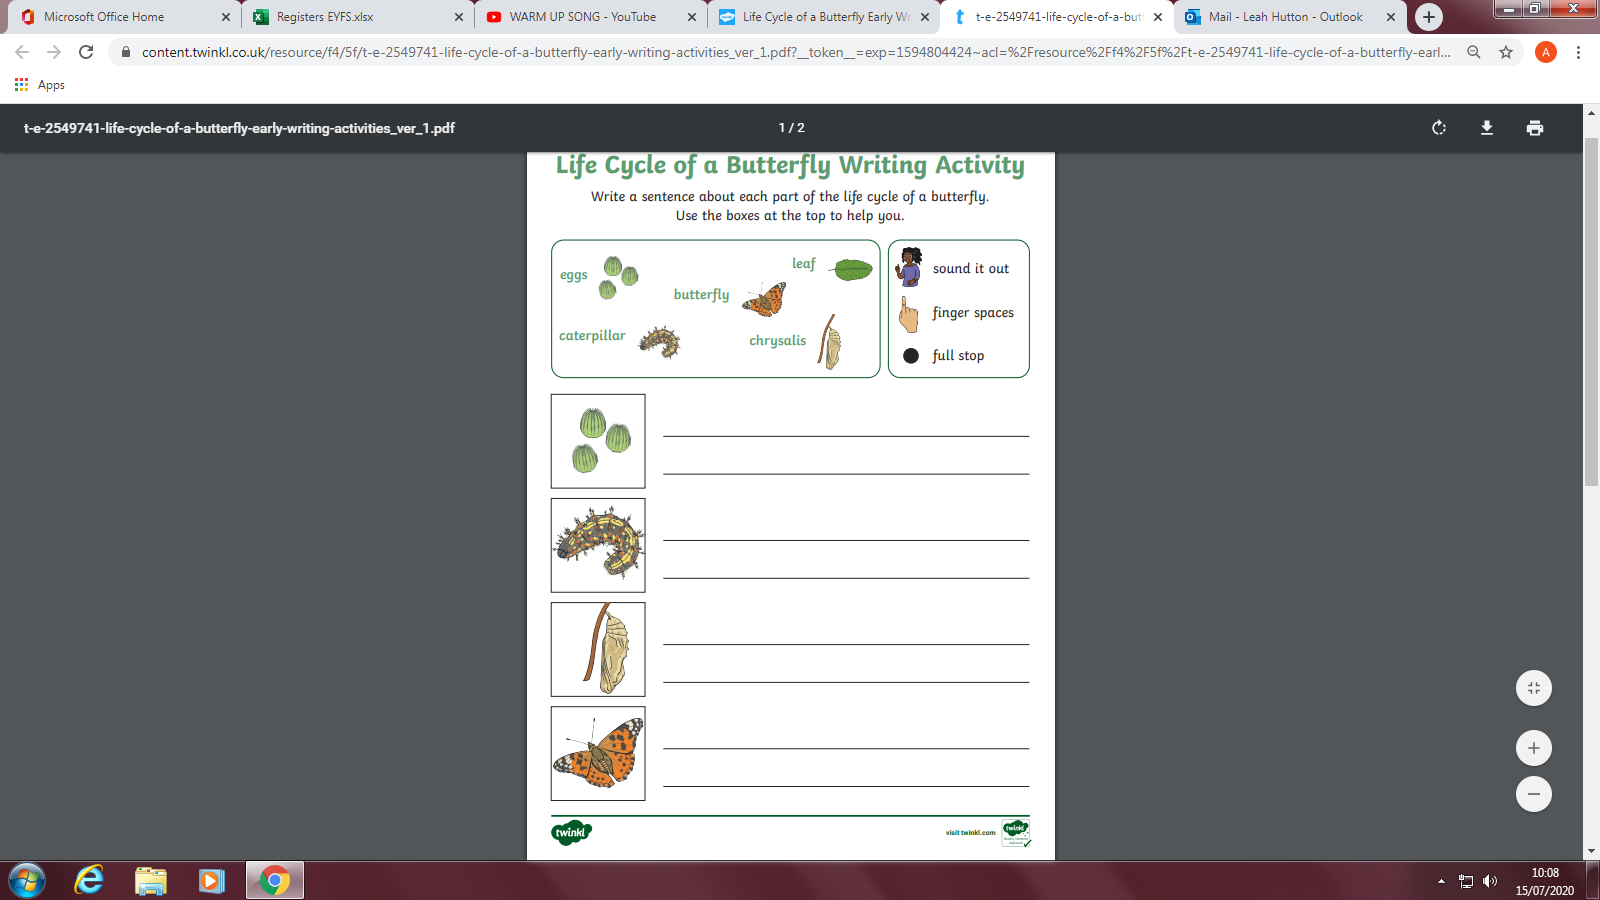 Microsoft Office Home
Registers EYFS.xlsx
WARM UP SONG - YouTube
Life Cycle of a Butterfly Early Wr
t-e-2549741-life-cycle-of-a-butt
Mail - Leah Hutton - Outlook
content.twinkl.co.uk/resource/f4/5f/t-e-2549741-life-cycle-of-a-butterfly-early-writing-activities_ver_1.pdf?__token__=exp=1594804424~acl=%2Fresource%2Ff4%2F5f%2Ft-e-2549741-life-cycle-of-a-butterfly-earl...
A
Apps
t-e-2549741-life-cycle-of-a-butterfly-early-writing-activities_ver_1.pdf
1 / 2
Life Cycle of a Butterfly Writing Activity
Write a sentence about each part of the life cycle of a butterfly.
Use the boxes at the top to help you.
eggs
leaf
butterfly
caterpillar
chrysalis
sound it out
finger spaces
full stop
twinkl
visit twinkl.com
twinkl
10:08
15/07/2020